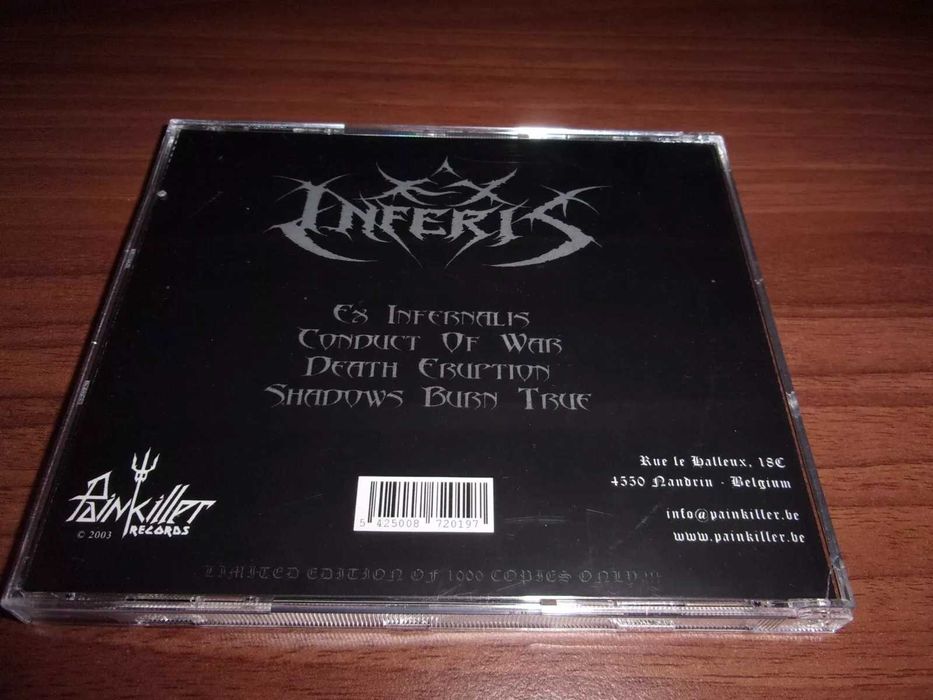 EX
INFERIS
Ex Infernalis
Conduct Of War
Death Eruption
Shadows Burn True
Painkiller
RECORDS
© 2003
5 425008 720197
Rue le Halleux, 18C
4550 Nandrin - Belgium
info@painkiller.be
www.painkiller.be
LIMITED EDITION OF 1000 COPIES ONLY !!!